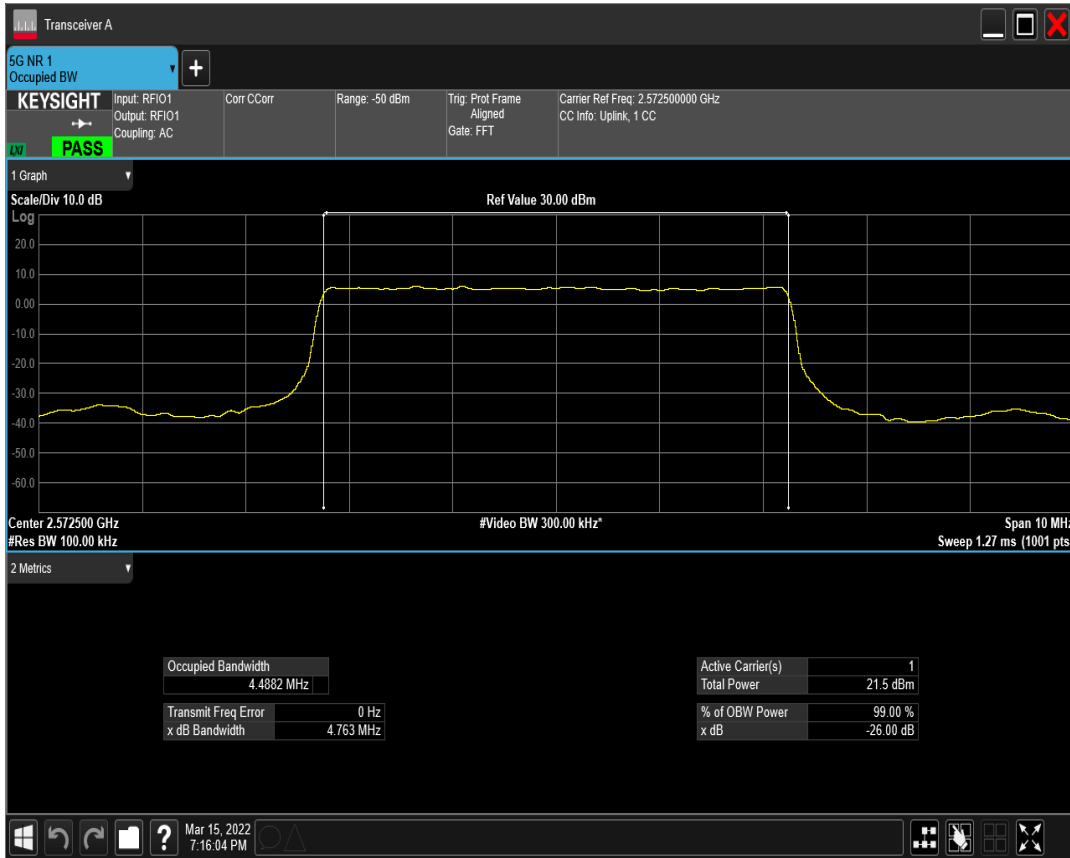 Transceiver A
5G NR 1
Occupied BW
+
KEYSIGHT
Input: RFIO1
Output: RFIO1
Coupling: AC
Corr CCorr
Range: -50 dBm
Trig: Prot Frame
Aligned
Gate: FFT
Carrier Ref Freq: 2.572500000 GHz
CC Info: Uplink, 1 CC
LXI
PASS
1 Graph
Scale/Div 10.0 dB
Ref Value 30.00 dBm
Log
20.0
10.0
0.00
-10.0
-20.0
-30.0
-40.0
-50.0
-60.0
Center 2.572500 GHz
#Video BW 300.00 kHz*
Span 10 MHz
#Res BW 100.00 kHz
Sweep 1.27 ms (1001 pts
2 Metrics
Occupied Bandwidth
4.4882 MHz
Transmit Freq Error 0 Hz
x dB Bandwidth 4.763 MHz
Active Carrier(s) 1
Total Power 21.5 dBm
% of OBW Power 99.00 %
x dB -26.00 dB
?
Mar 15, 2022
7:16:04 PM